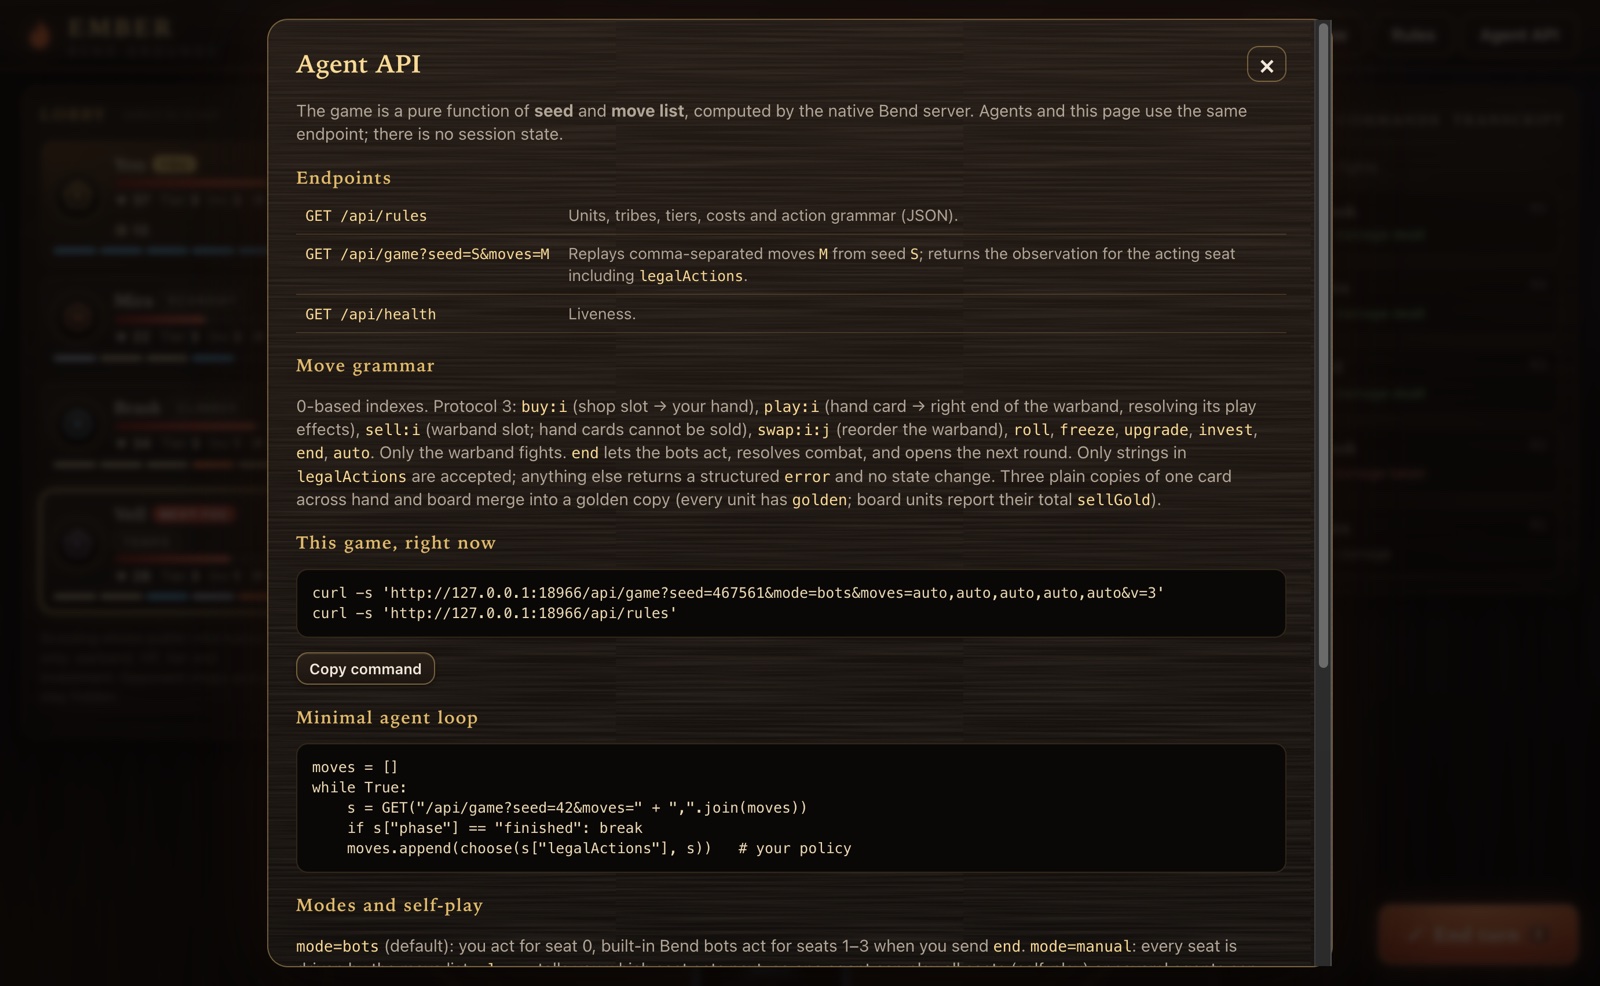 EMBER
Rules
Agent API
Agent API
×
The game is a pure function of seed and move list, computed by the native Bend server. Agents and this page use the same
endpoint; there is no session state.
Endpoints
GET /api/rules
Units, tribes, tiers, costs and action grammar (JSON).
GET /api/game?seed=S&moves=M
Replays comma-separated moves M from seed S; returns the observation for the acting seat
including legalActions.
GET /api/health
Liveness.
Move grammar
0-based indexes. Protocol 3: buy:i (shop slot → your hand), play:i (hand card → right end of the warband, resolving its play
effects), sell:i (warband slot; hand cards cannot be sold), swap:i:j (reorder the warband), roll, freeze, upgrade, invest,
end, auto. Only the warband fights. end lets the bots act, resolves combat, and opens the next round. Only strings in
legalActions are accepted; anything else returns a structured error and no state change. Three plain copies of one card
across hand and board merge into a golden copy (every unit has golden; board units report their total sellGold).
This game, right now
curl -s 'http://127.0.0.1:18966/api/game?seed=467561&mode=bots&moves=auto,auto,auto,auto,auto&v=3'
curl -s 'http://127.0.0.1:18966/api/rules'
Copy command
Minimal agent loop
moves = []
while True:
    s = GET("/api/game?seed=42&moves=" + ",".join(moves))
    if s["phase"] == "finished": break
    moves.append(choose(s["legalActions"], s))   # your policy
Modes and self-play
mode=bots (default): you act for seat 0, built-in Bend bots act for seats 1–3 when you send end. mode=manual: every seat is